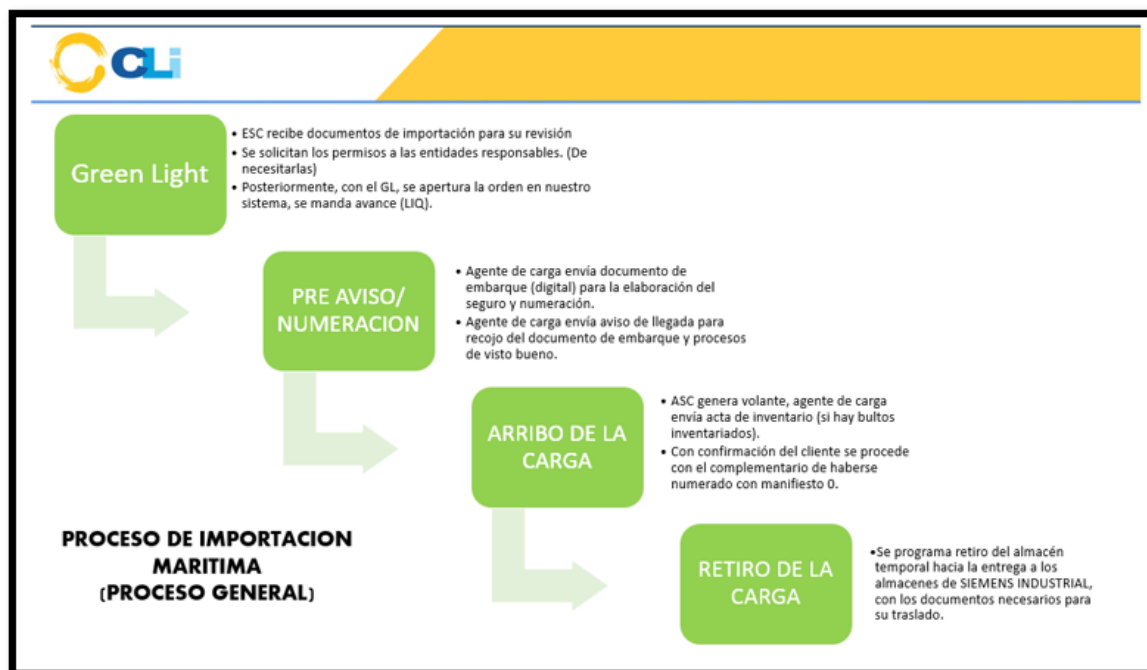 CLi
Green Light
• ESC recibe documentos de importación para su revisión
• Se solicitan los permisos a las entidades responsables. (De
necesitarlas)
• Posteriormente, con el GL, se apertura la orden en nuestro
sistema, se manda avance (LIQ).
PRE AVISO/
NUMERACION
• Agente de carga envía documento de
embarque (digital) para la elaboración del
seguro y numeración.
• Agente de carga envía aviso de llegada para
recojo del documento de embarque y procesos
de visto bueno.
ARRIBO DE LA
CARGA
• ASC genera volante, agente de carga
envía acta de inventario (si hay bultos
inventariados).
• Con confirmación del cliente se procede
con el complementario de haberse
numerado con manifiesto 0.
PROCESO DE IMPORTACION
MARITIMA
(PROCESO GENERAL)
RETIRO DE LA
CARGA
•Se programa retiro del almacén
temporal hacia la entrega a los
almacenes de SIEMENS INDUSTRIAL,
con los documentos necesarios para
su traslado.